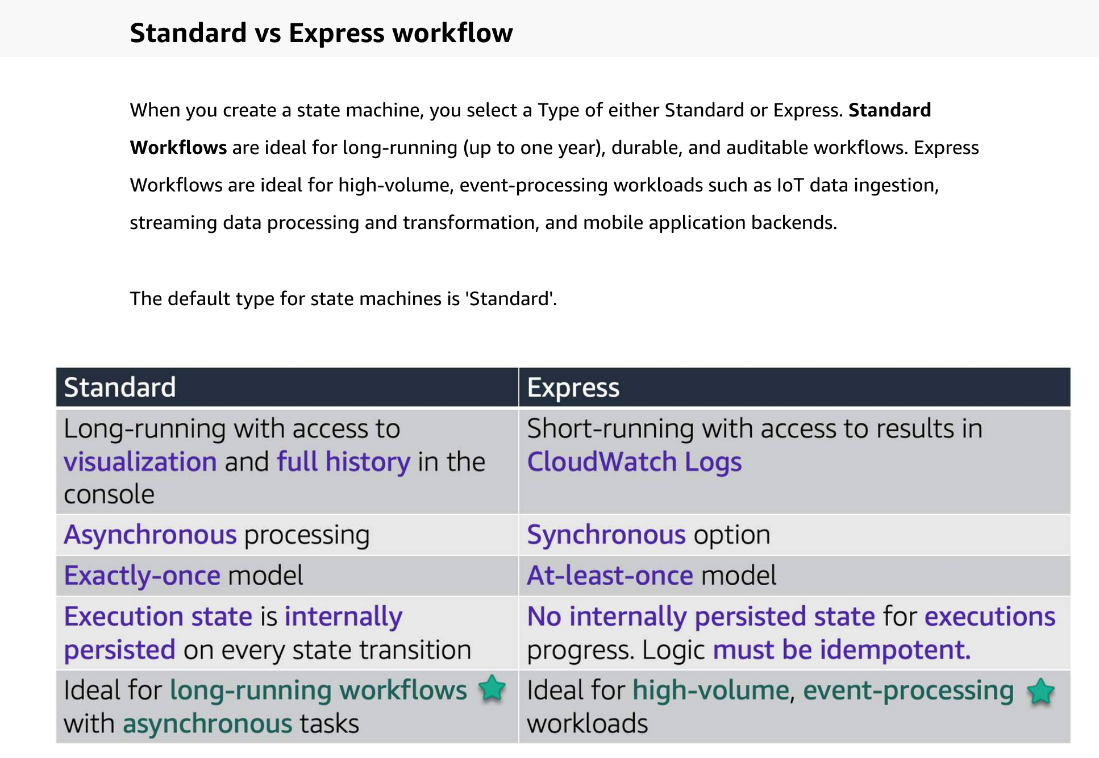 Standard vs Express workflow
When you create a state machine, you select a Type of either Standard or Express. Standard
Workflows are ideal for long-running (up to one year), durable, and auditable workflows. Express
Workflows are ideal for high-volume, event-processing workloads such as IoT data ingestion,
streaming data processing and transformation, and mobile application backends.
The default type for state machines is 'Standard'.
Standard
Express
Long-running with access to
visualization and full history in the
console
Short-running with access to results in
CloudWatch Logs
Asynchronous processing
Synchronous option
Exactly-once model
At-least-once model
Execution state is internally
persisted on every state transition
No internally persisted state for executions
progress. Logic must be idempotent.
Ideal for long-running workflows
with asynchronous tasks
Ideal for high-volume, event-processing
workloads